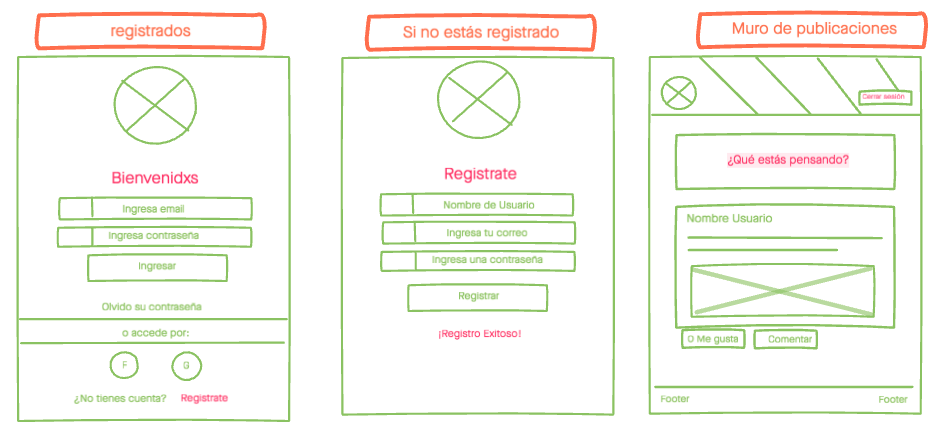 registrados
Bienvenidxs
Ingresa email
Ingresa contraseña
Ingresar
Olvido su contraseña
o accede por:
F
G
¿No tienes cuenta? Registrate
Si no estás registrado
Registrate
Nombre de Usuario
Ingresa tu correo
Ingresa una contraseña
Registrar
¡Registro Exitoso!
Muro de publicaciones
Cerrar sesión
¿Qué estás pensando?
Nombre Usuario
0 Me gusta
Comentar
Footer
Footer